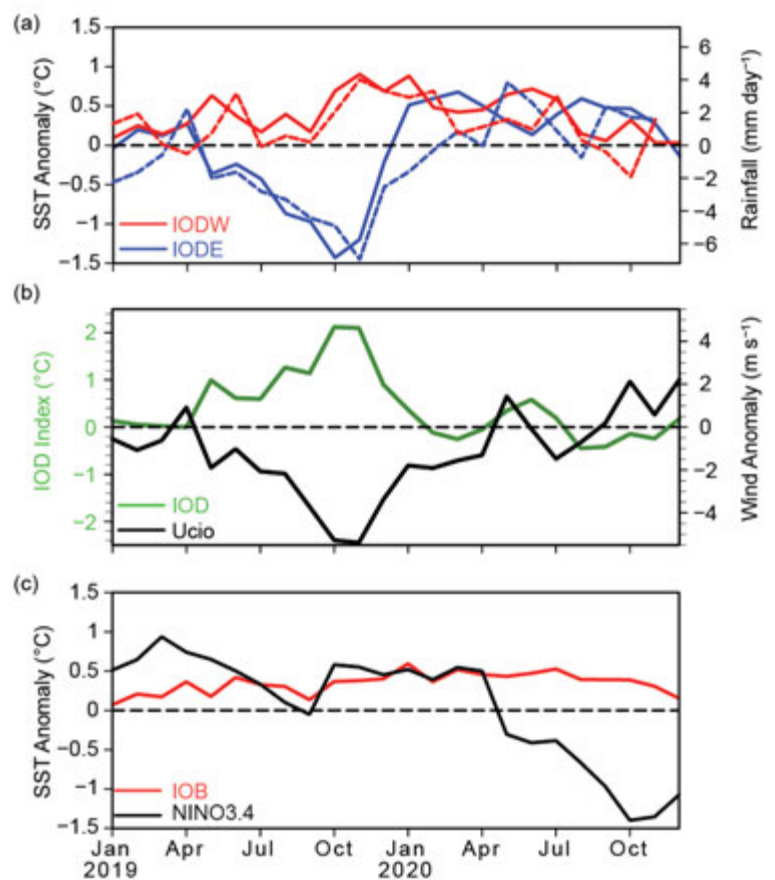 (a)
1.5
1
0.5
0
−0.5
−1
−1.5
SST Anomaly (°C)
6
4
2
0
−2
−4
−6
Rainfall (mm day⁻¹)
IODW
IODE
(b)
2
1
0
−1
−2
IOD Index (°C)
4
2
0
−2
−4
Wind Anomaly (m s⁻¹)
IOD
Ucio
(c)
1.5
1
0.5
0
−0.5
−1
−1.5
SST Anomaly (°C)
IOB
NINO3.4
Jan Apr Jul Oct Jan Apr Jul Oct
2019 2020